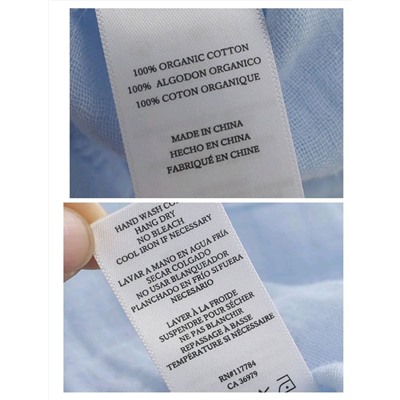 100% ORGANIC COTTON
100% ALGODON ORGANICO
100% COTON ORGANIQUE
MADE IN CHINA
HECHO EN CHINA
FABRIQUÉ EN CHINE
HAND WASH CO
HANG DRY
NO BLEACH
COOL IRON IF NECESSARY
LAVAR A MANO EN AGUA FRÍA
SECAR COLGADO
NO USAR BLANQUEADOR
PLANCHADO EN FRÍO SI FUERA
NECESARIO
LAVER À LA FROIDE
SUSPENDRE POUR SÉCHER
NE PAS BLANCHIR
REPASSAGE À BASSE
TEMPÉRATURE SI NÉCESSAIRE
RN#117784
CA 36979